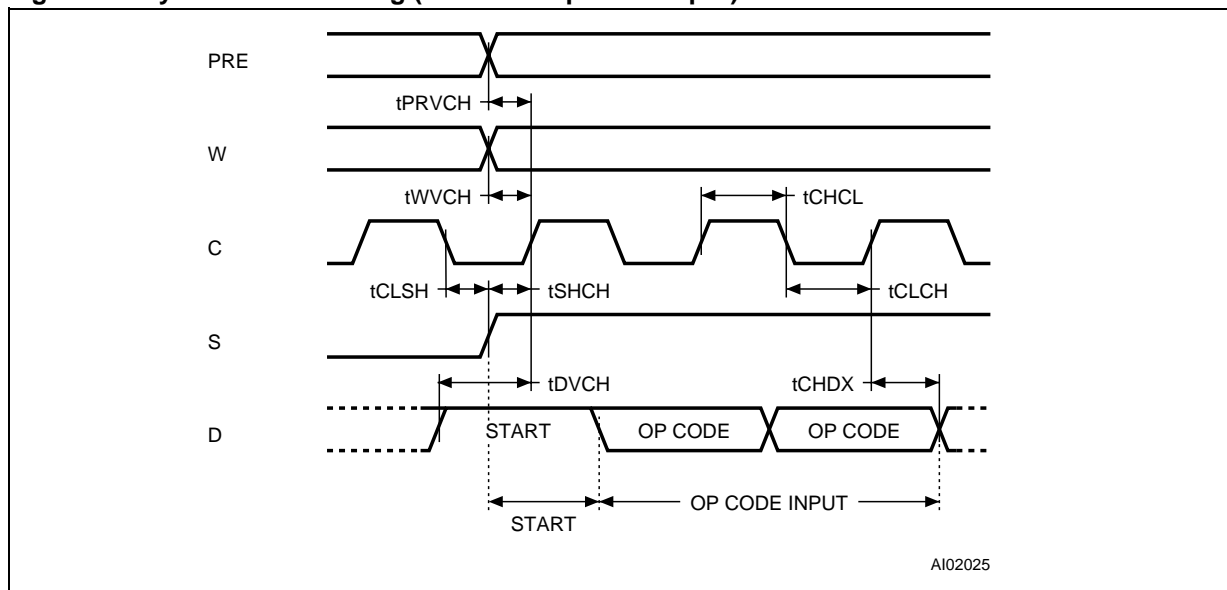 PRE
tPRVCH
W
tWVCH
tCHCL
C
tCLSH
tSHCH
tCLCH
S
tDVCH
tCHDX
D
START
OP CODE
OP CODE
OP CODE INPUT
START
AI02025